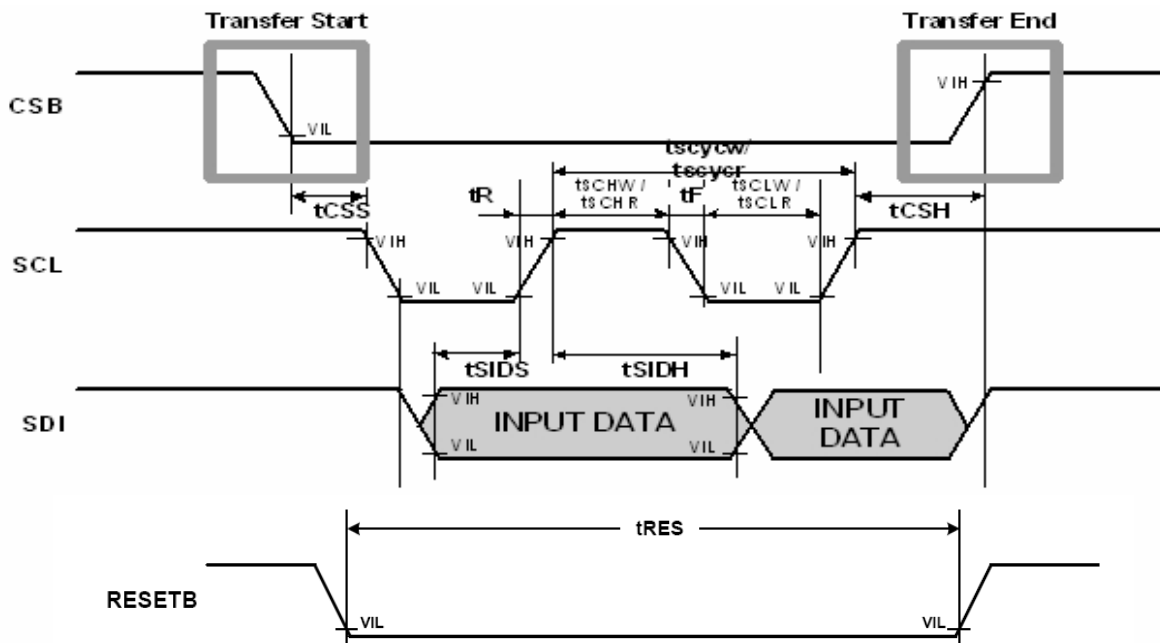 Transfer Start
Transfer End
CSB
VIL
VIH
tscycw/
tscycr
tCSS
tR
tSCHW /
tSCHR
tF
tSCLW /
tSCLR
tCSH
SCL
VIH
VIL
VIL
VIH
VIH
VIL
VIL
VIH
tSIDS
tSIDH
SDI
VIH
VIL
INPUT DATA
VIH
VIL
INPUT
DATA
tRES
RESETB
VIL
VIL